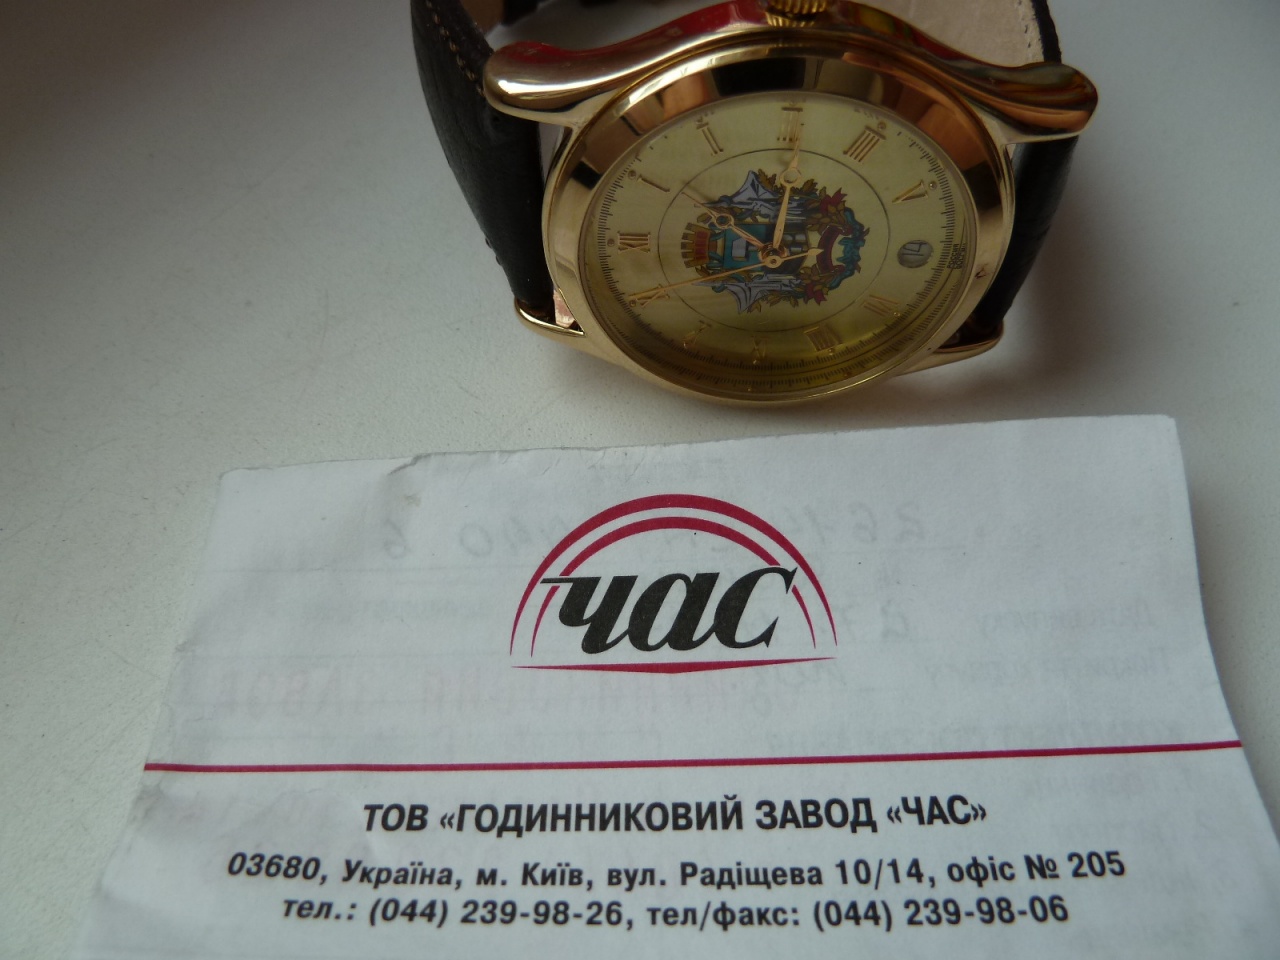 час
ТОВ «ГОДИННИКОВИЙ ЗАВОД «ЧАС»
03680, Україна, м. Київ, вул. Радіщева 10/14, офіс № 205
тел.: (044) 239-98-26, тел/факс: (044) 239-98-06